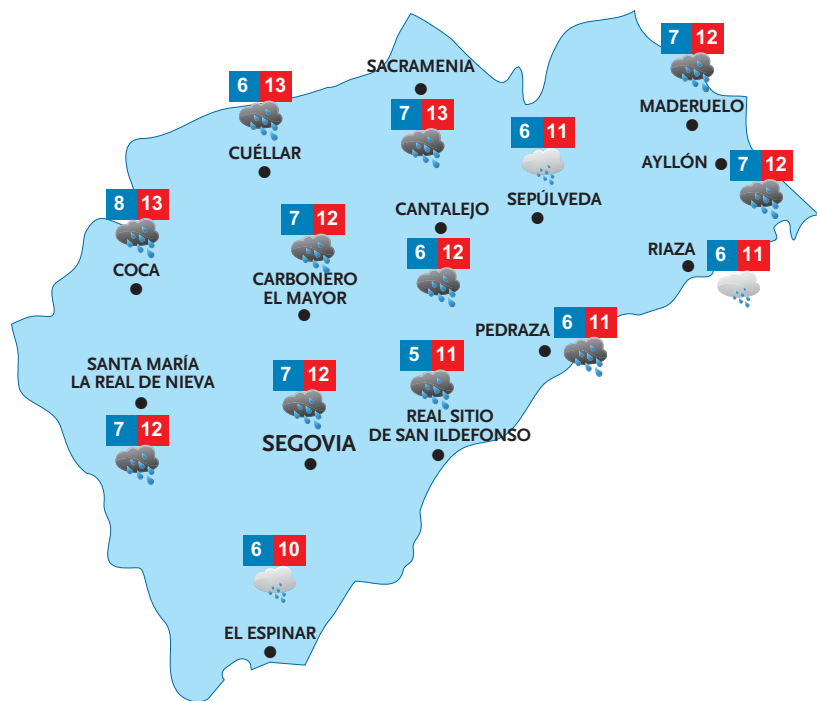 7 12
MADERUELO
SACRAMENIA
7 13
6 13
CUÉLLAR
6 11
SEPÚLVEDA
AYLLÓN
7 12
8 13
COCA
7 12
CARBONERO
EL MAYOR
CANTALEJO
6 12
RIAZA
6 11
PEDRAZA
6 11
SANTA MARÍA
LA REAL DE NIEVA
7 12
7 12
SEGOVIA
5 11
REAL SITIO
DE SAN ILDEFONSO
6 10
EL ESPINAR